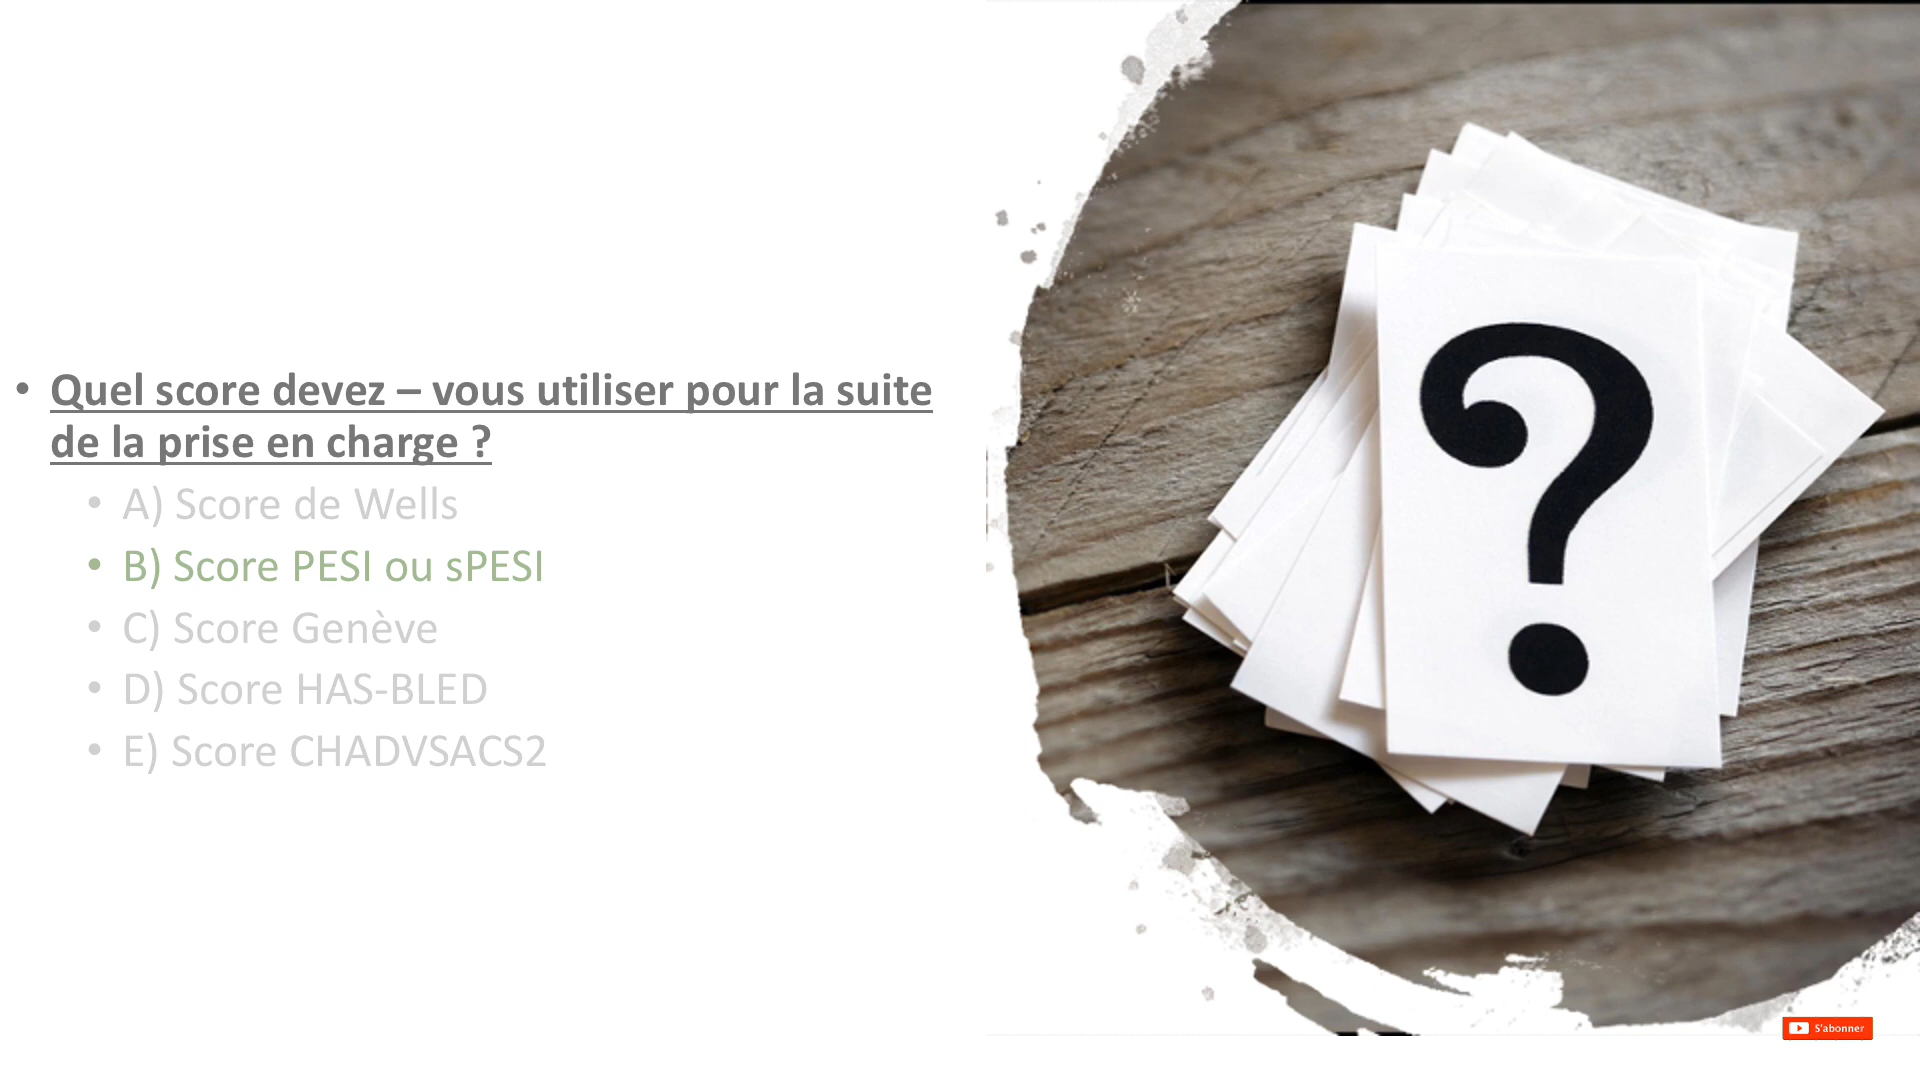 • Quel score devez – vous utiliser pour la suite
de la prise en charge ?
• A) Score de Wells
• B) Score PESI ou sPESI
• C) Score Genève
• D) Score HAS-BLED
• E) Score CHADVSACS2
?
S'abonner